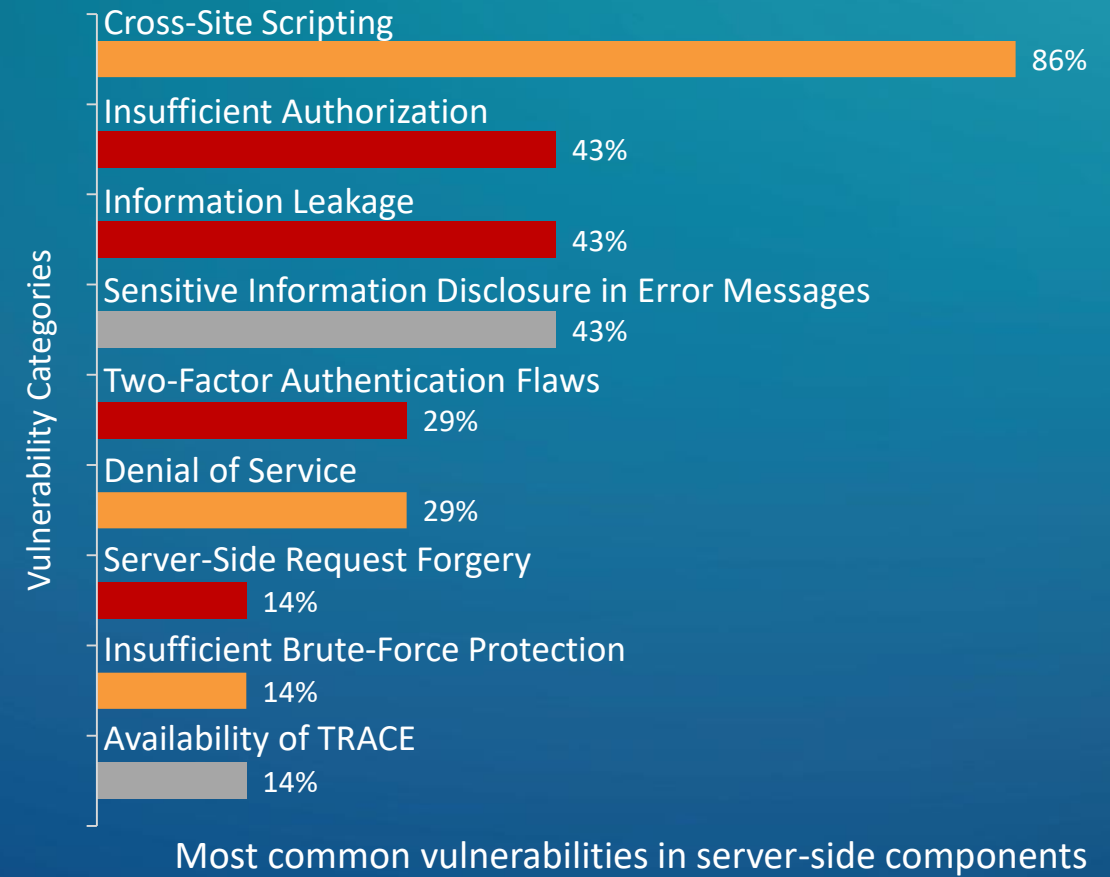 Cross-Site Scripting
86%
Insufficient Authorization
43%
Information Leakage
43%
Sensitive Information Disclosure in Error Messages
43%
Two-Factor Authentication Flaws
29%
Denial of Service
29%
Server-Side Request Forgery
14%
Insufficient Brute-Force Protection
14%
Availability of TRACE
14%
Vulnerability Categories
Most common vulnerabilities in server-side components